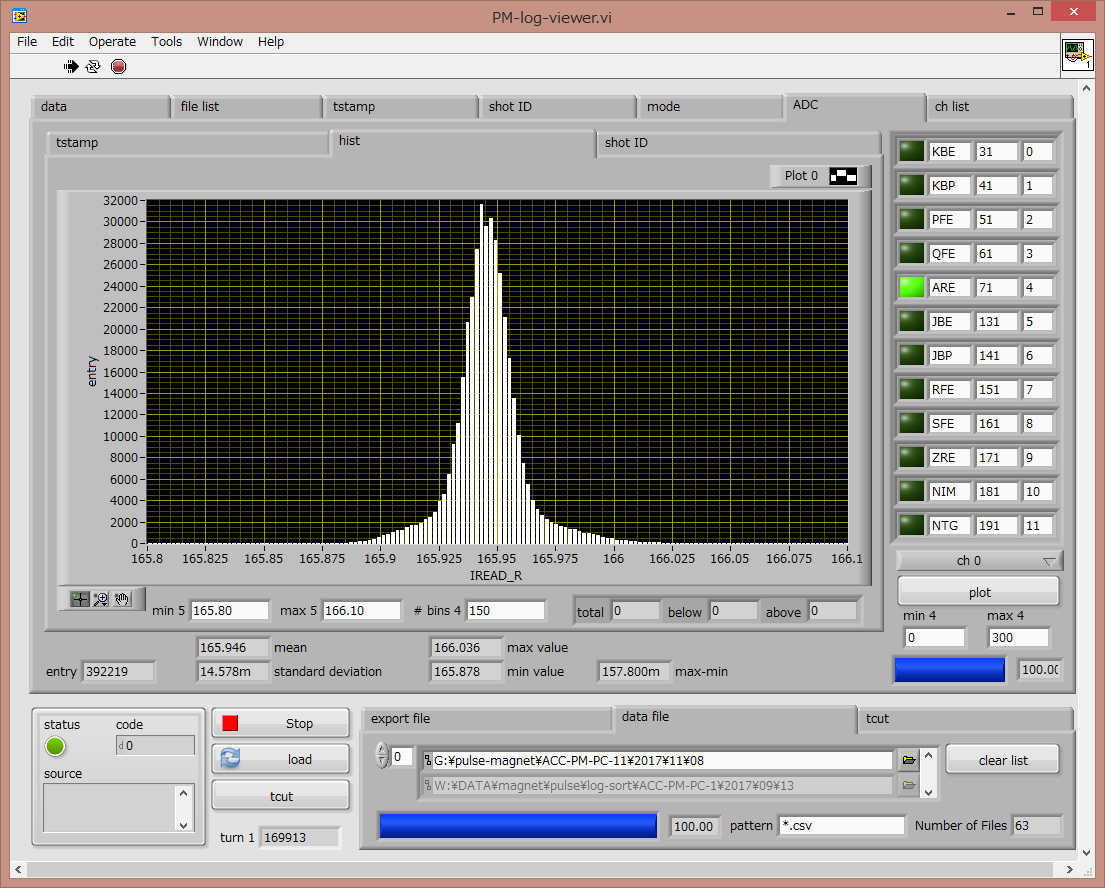 PM-log-viewer.vi
File Edit Operate Tools Window Help
1
data file list tstamp shot ID mode ADC ch list
tstamp hist shot ID
Plot 0
32000
30000
28000
26000
24000
22000
20000
18000
16000
14000
12000
10000
8000
6000
4000
2000
0
entry
165.8 165.825 165.85 165.875 165.9 165.925 165.95 165.975 166 166.025 166.05 166.075 166.1
IREAD_R
min 5 165.80 max 5 166.10 # bins 4 150 total 0 below 0 above 0
165.946 mean 166.036 max value
entry 392219 14.578m standard deviation 165.878 min value 157.800m max-min
KBE 31 0
KBP 41 1
PFE 51 2
QFE 61 3
ARE 71 4
JBE 131 5
JBP 141 6
RFE 151 7
SFE 161 8
ZRE 171 9
NIM 181 10
NTG 191 11
ch 0
plot
min 4 max 4
0 300
100.00
status code
d 0
source
Stop
load
tcut
turn 1 169913
export file data file tcut
0 G:¥pulse-magnet¥ACC-PM-PC-11¥2017¥11¥08
W:¥DATA¥magnet¥pulse¥log-sort¥ACC-PM-PC-1¥2017¥09¥13
clear list
100.00 pattern *.csv Number of Files 63